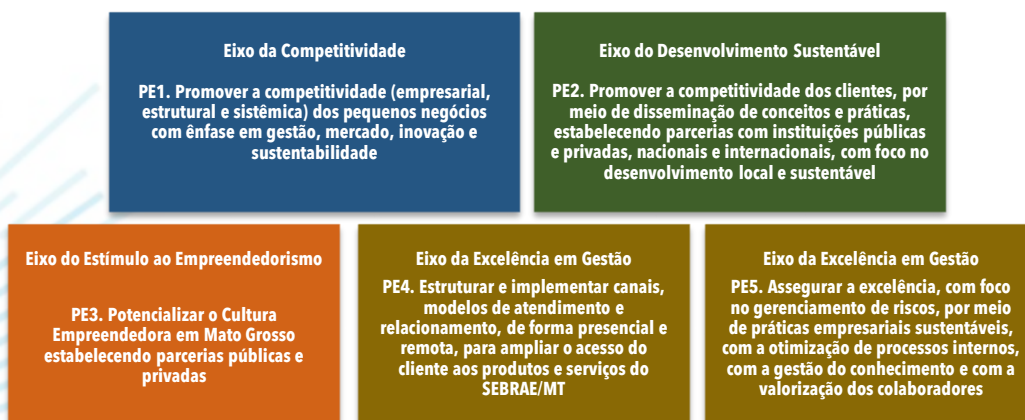 Eixo da Competitividade
PE1. Promover a competitividade (empresarial,
estrutural e sistêmica) dos pequenos negócios
com ênfase em gestão, mercado, inovação e
sustentabilidade
Eixo do Desenvolvimento Sustentável
PE2. Promover a competitividade dos clientes, por
meio de disseminação de conceitos e práticas,
estabelecendo parcerias com instituições públicas
e privadas, nacionais e internacionais, com foco no
desenvolvimento local e sustentável
Eixo do Estímulo ao Empreendedorismo
PE3. Potencializar o Cultura
Empreendedora em Mato Grosso
estabelecendo parcerias públicas e
privadas
Eixo da Excelência em Gestão
PE4. Estruturar e implementar canais,
modelos de atendimento e
relacionamento, de forma presencial e
remota, para ampliar o acesso do
cliente aos produtos e serviços do
SEBRAE/MT
Eixo da Excelência em Gestão
PE5. Assegurar a excelência, com foco
no gerenciamento de riscos, por meio
de práticas empresariais sustentáveis,
com a otimização de processos internos,
com a gestão do conhecimento e com a
valorização dos colaboradores